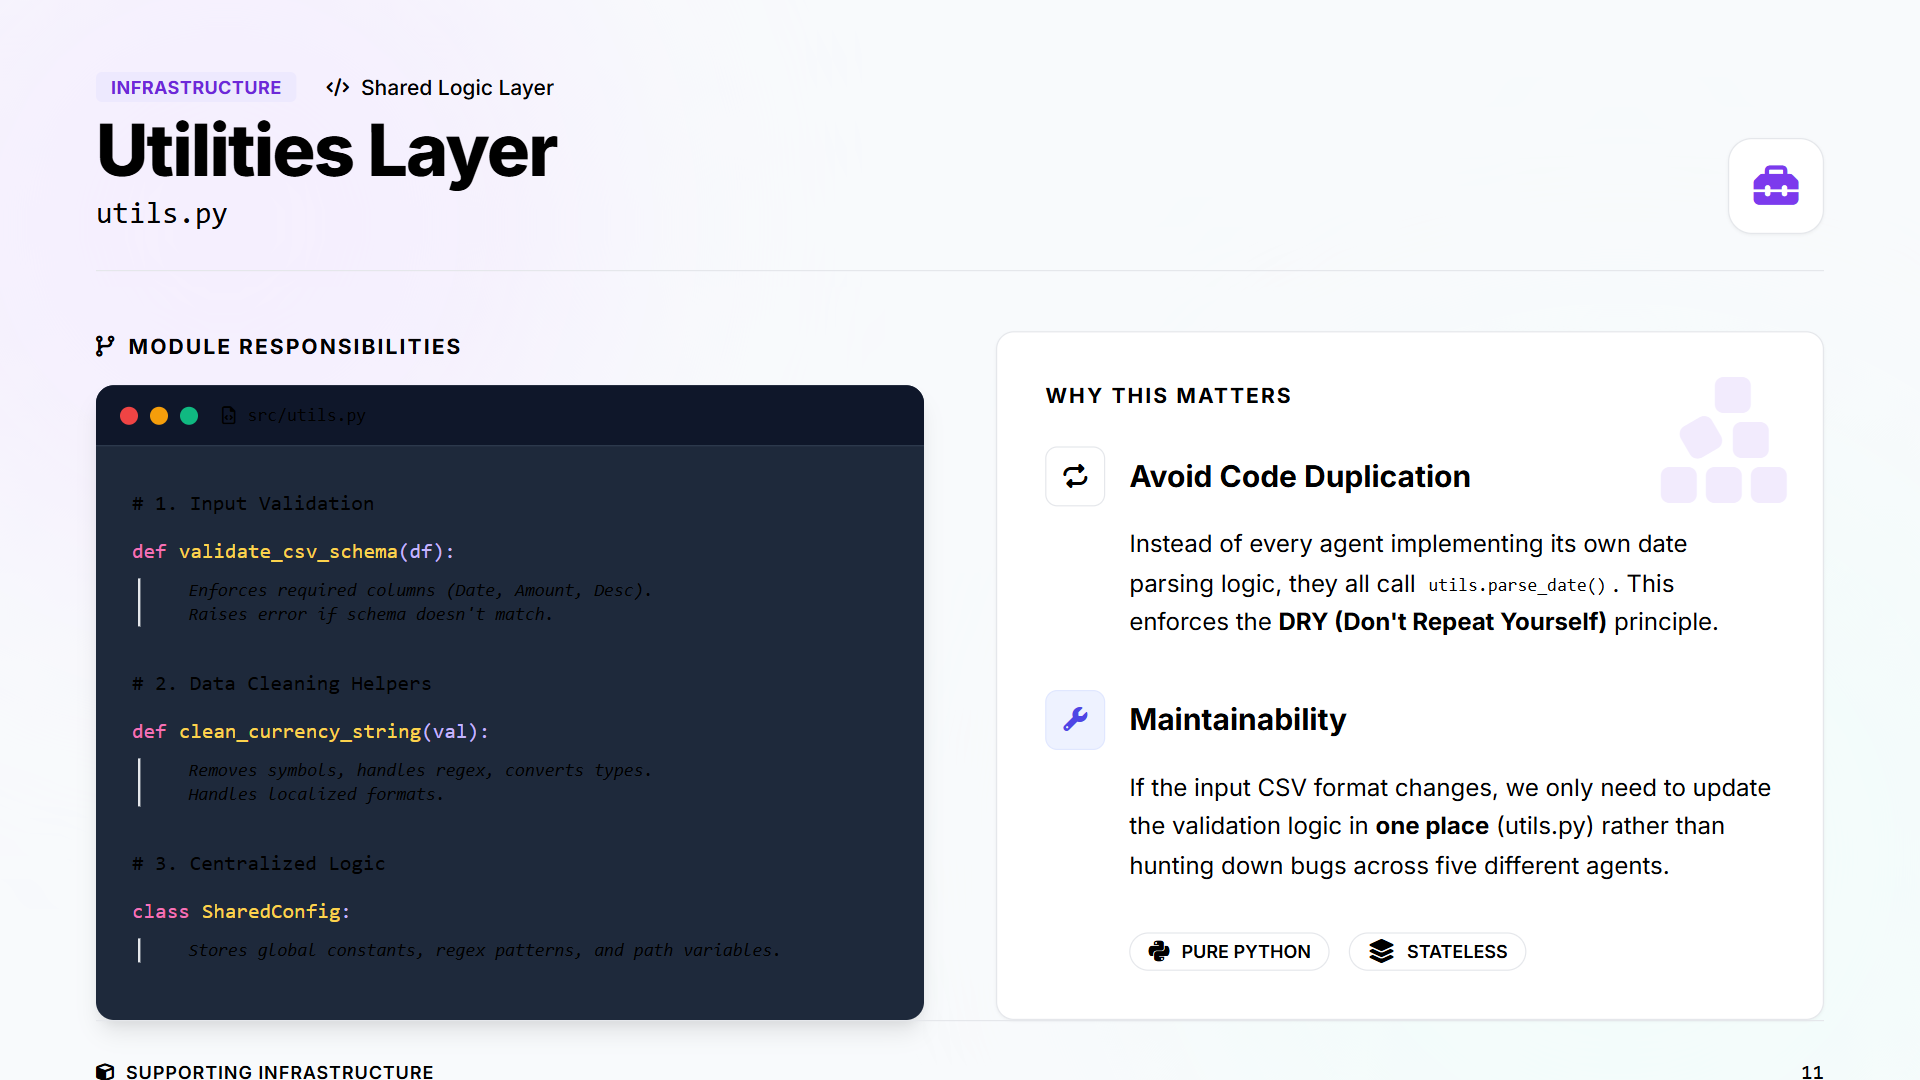 INFRASTRUCTURE
</> Shared Logic Layer
Utilities Layer
utils.py
MODULE RESPONSIBILITIES
src/utils.py
# 1. Input Validation
def validate_csv_schema(df):
Enforces required columns (Date, Amount, Desc).
Raises error if schema doesn't match.
# 2. Data Cleaning Helpers
def clean_currency_string(val):
Removes symbols, handles regex, converts types.
Handles localized formats.
# 3. Centralized Logic
class SharedConfig:
Stores global constants, regex patterns, and path variables.
WHY THIS MATTERS
Avoid Code Duplication
Instead of every agent implementing its own date
parsing logic, they all call utils.parse_date(). This
enforces the DRY (Don't Repeat Yourself) principle.
Maintainability
If the input CSV format changes, we only need to update
the validation logic in one place (utils.py) rather than
hunting down bugs across five different agents.
PURE PYTHON
STATELESS
SUPPORTING INFRASTRUCTURE
11